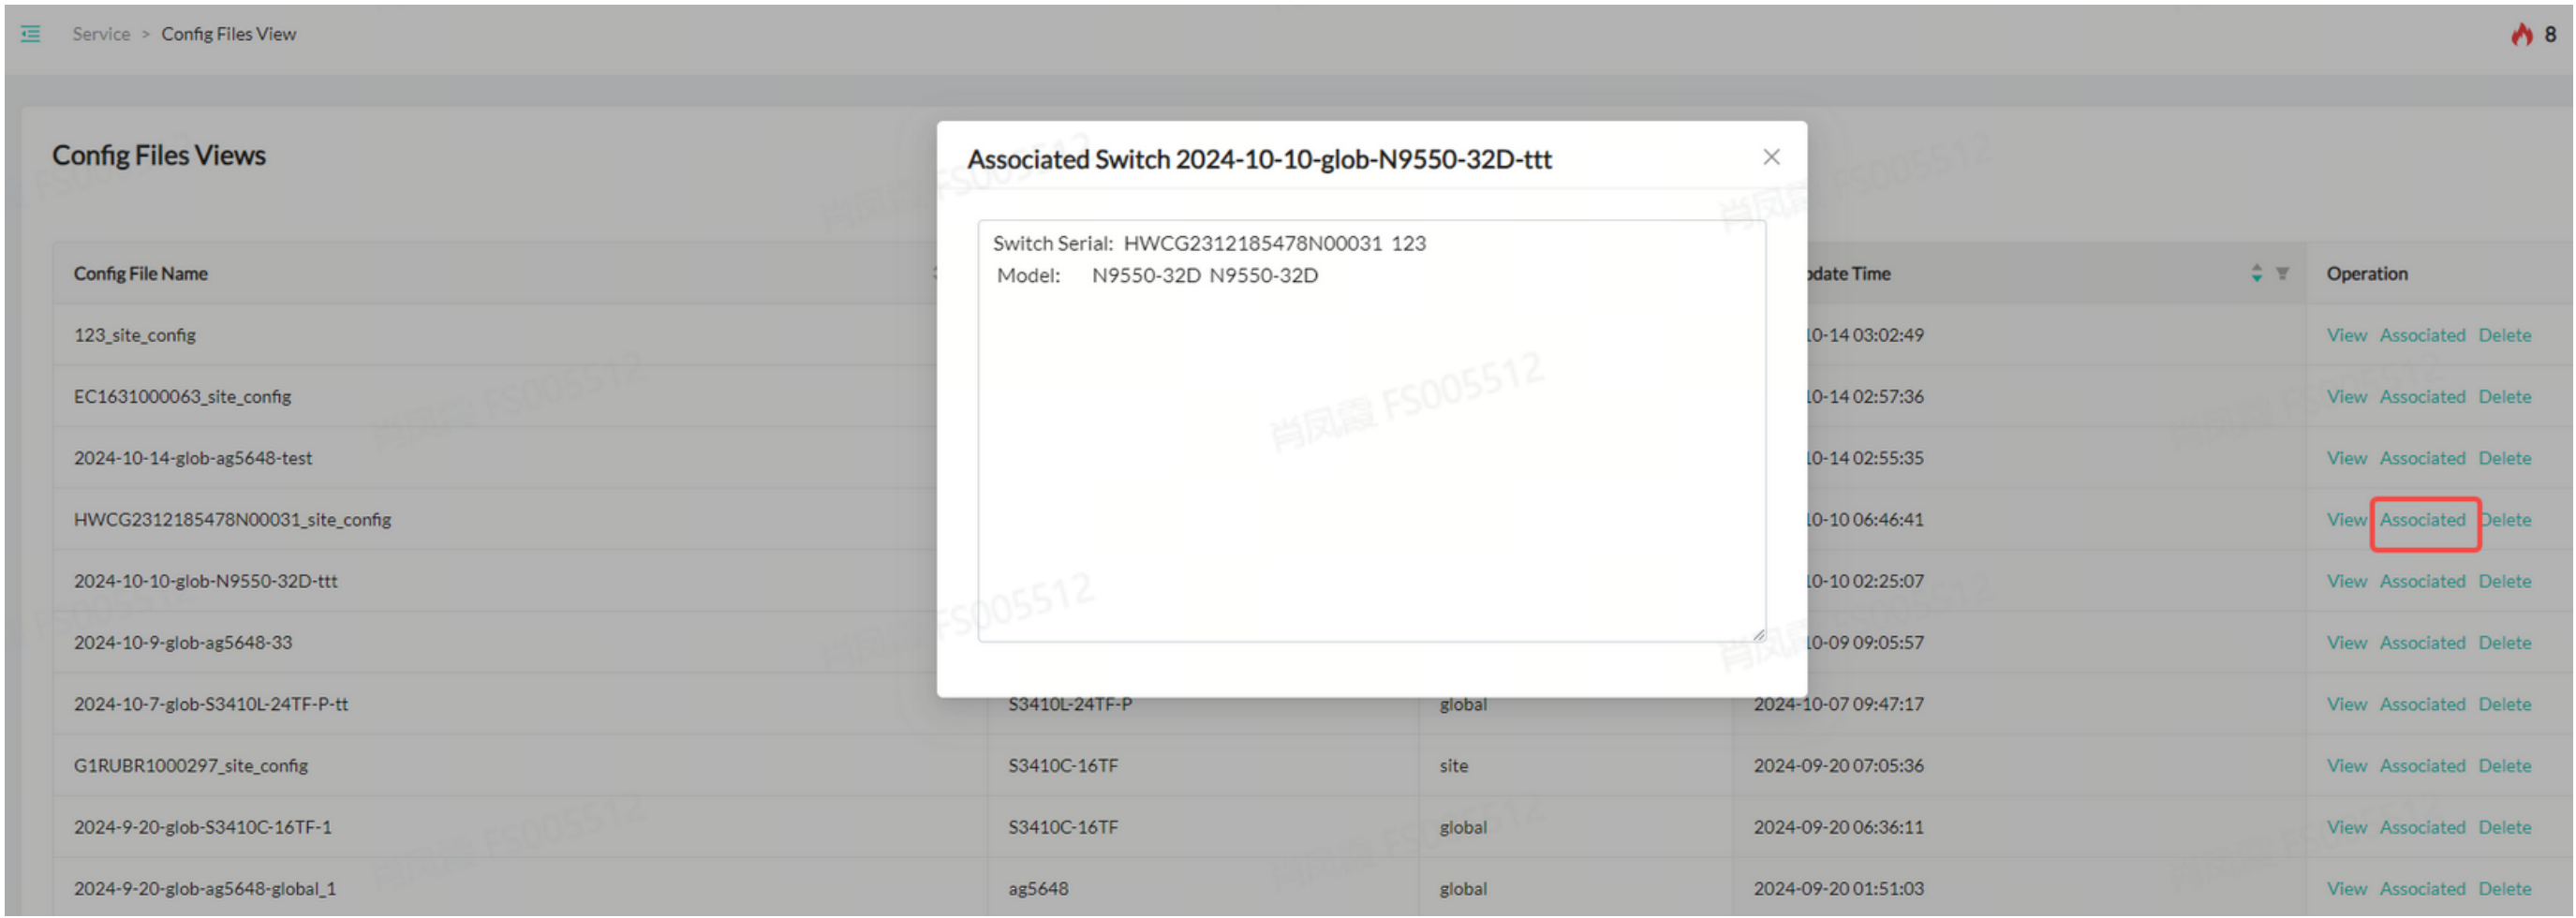 Service > Config Files View
8
Config Files Views
Associated Switch 2024-10-10-glob-N9550-32D-ttt
Switch Serial: HWCG2312185478N00031 123
Model: N9550-32D N9550-32D
Config File Name
pdate Time
Operation
123_site_config
10-14 03:02:49
View Associated Delete
EC1631000063_site_config
10-14 02:57:36
View Associated Delete
2024-10-14-glob-ag5648-test
10-14 02:55:35
View Associated Delete
HWCG2312185478N00031_site_config
10-10 06:46:41
View Associated Delete
2024-10-10-glob-N9550-32D-ttt
10-10 02:25:07
View Associated Delete
2024-10-9-glob-ag5648-33
10-09 09:05:57
View Associated Delete
2024-10-7-glob-S3410L-24TF-P-tt S3410L-24TF-P global 2024-10-07 09:47:17 View Associated Delete
G1RUBR1000297_site_config S3410C-16TF site 2024-09-20 07:05:36 View Associated Delete
2024-9-20-glob-S3410C-16TF-1 S3410C-16TF global 2024-09-20 06:36:11 View Associated Delete
2024-9-20-glob-ag5648-global_1 ag5648 global 2024-09-20 01:51:03 View Associated Delete
肖凤霞 FS005512